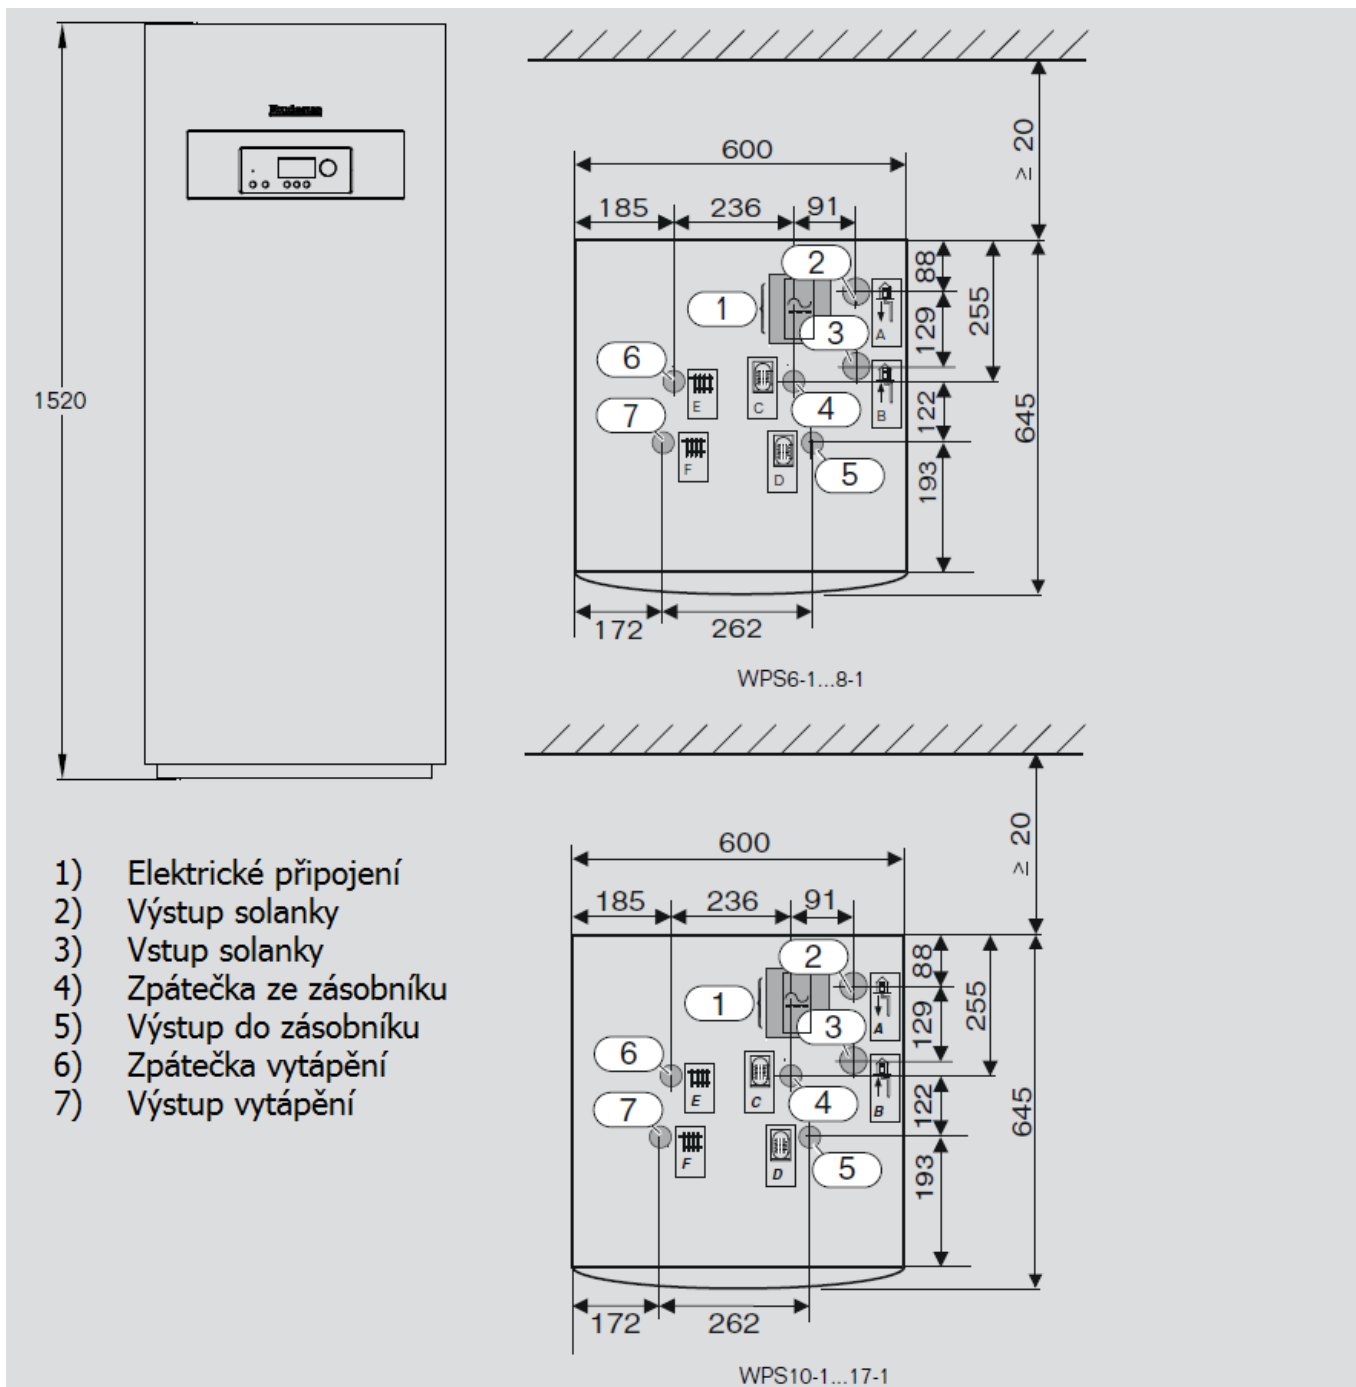 1520
600
≥ 20
185
236
91
2
88
1
A
255
129
3
6
E
C
4
B
7
122
645
F
D
5
193
172
262
WPS6-1...8-1
600
≥ 20
185
236
91
2
88
1
A
255
129
3
6
E
C
4
B
7
122
645
F
D
5
193
172
262
WPS10-1...17-1
1) Elektrické připojení
2) Výstup solanky
3) Vstup solanky
4) Zpátečka ze zásobníku
5) Výstup do zásobníku
6) Zpátečka vytápění
7) Výstup vytápění